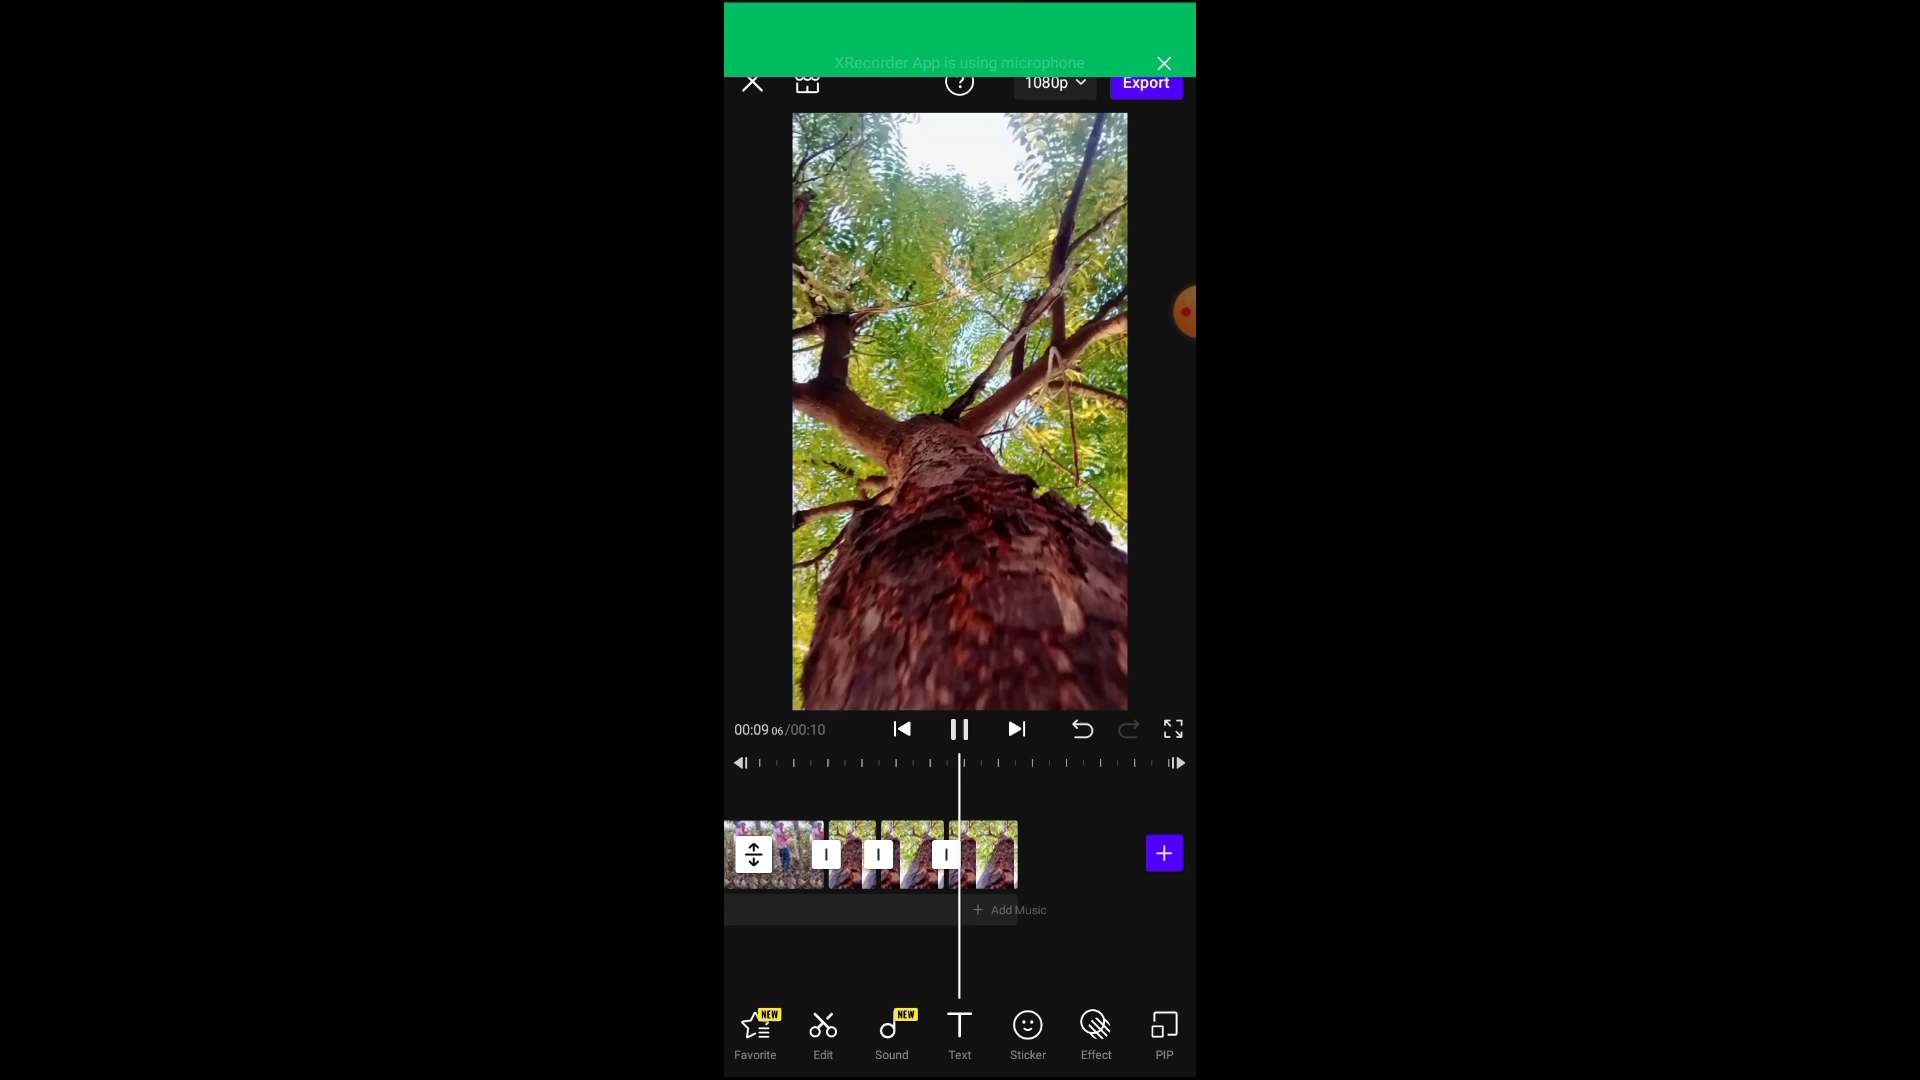 XRecorder App is using microphone
1080p
Export
00:09 06/00:10
+ Add Music
NEW
NEW
Favorite
Edit
Sound
Text
Sticker
Effect
PIP